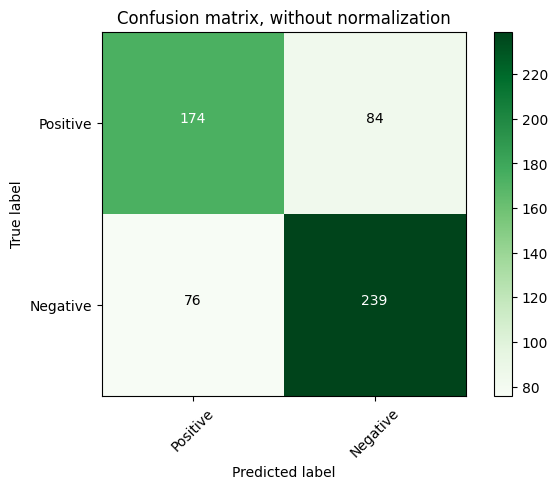 Confusion matrix, without normalization
True label
Positive
174
84
Negative
76
239
Positive
Negative
Predicted label
220
200
180
160
140
120
100
80